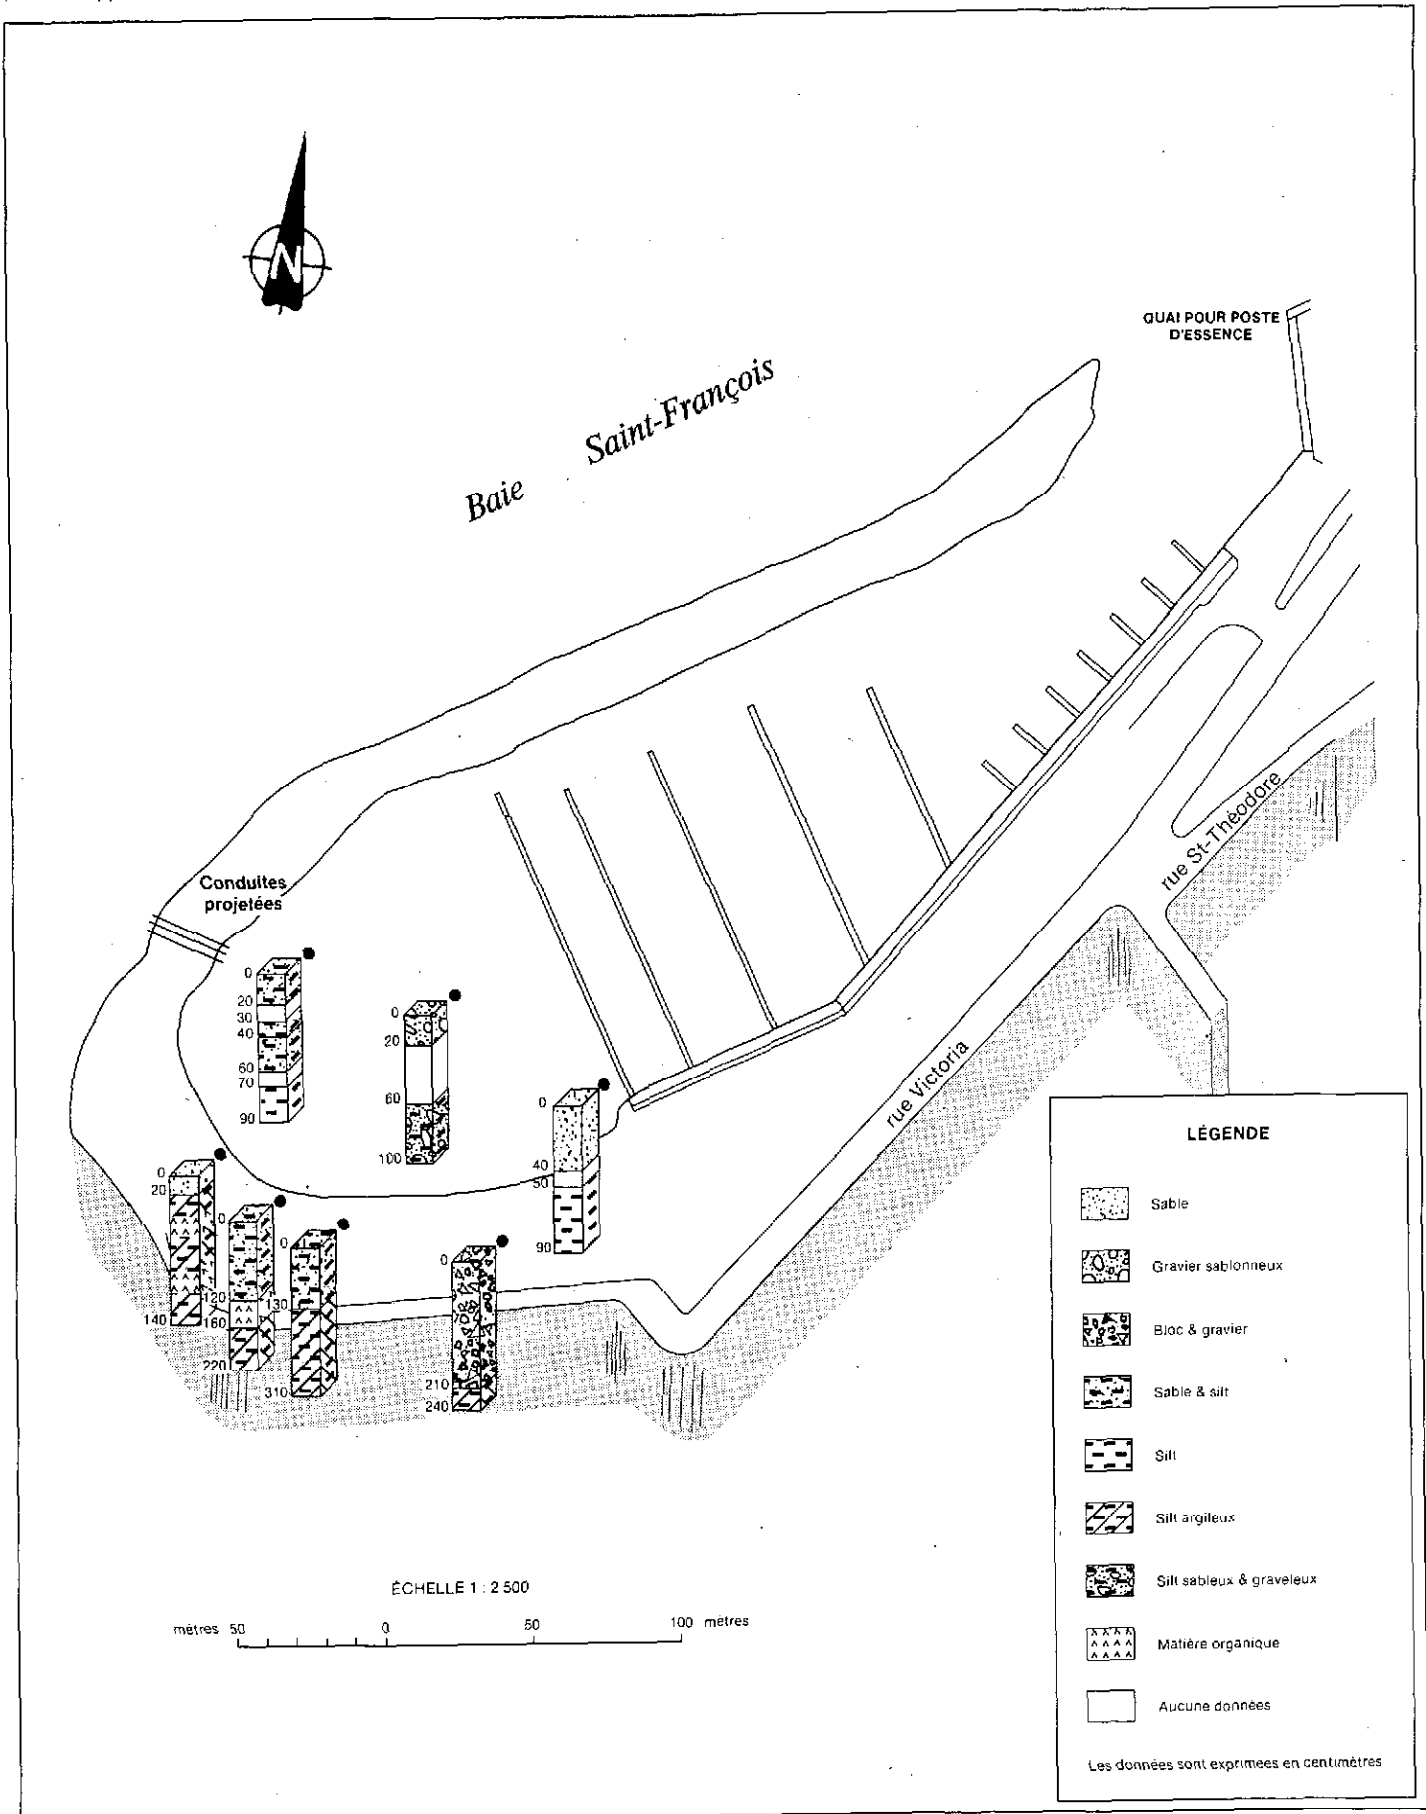 N
QUAI POUR POSTE
D'ESSENCE
Baie Saint-François
Conduites
projetées
rue St-Théodore
rue Victoria
0
20
30
40
60
70
90
0
20
60
100
0
40
50
90
0
20
140
0
120
160
220
0
130
310
0
210
240
LÉGENDE
Sable
Gravier sablonneux
Bloc & gravier
Sable & silt
Silt
Silt argileux
Silt sableux & graveleux
Matière organique
Aucune données
Les données sont exprimées en centimètres
ÉCHELLE 1 : 2 500
mètres 50 0 50 100 mètres